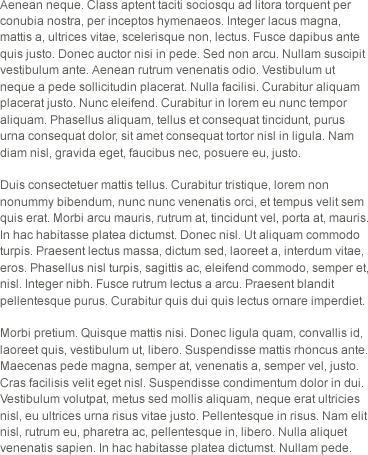 Aenean neque. Class aptent taciti sociosqu ad litora torquent per
conubia nostra, per inceptos hymenaeos. Integer lacus magna,
mattis a, ultrices vitae, scelerisque non, lectus. Fusce dapibus ante
quis justo. Donec auctor nisi in pede. Sed non arcu. Nullam suscipit
vestibulum ante. Aenean rutrum venenatis odio. Vestibulum ut
neque a pede sollicitudin placerat. Nulla facilisi. Curabitur aliquam
placerat justo. Nunc eleifend. Curabitur in lorem eu nunc tempor
aliquam. Phasellus aliquam, tellus et consequat tincidunt, purus
urna consequat dolor, sit amet consequat tortor nisl in ligula. Nam
diam nisl, gravida eget, faucibus nec, posuere eu, justo.

Duis consectetuer mattis tellus. Curabitur tristique, lorem non
nonummy bibendum, nunc nunc venenatis orci, et tempus velit sem
quis erat. Morbi arcu mauris, rutrum at, tincidunt vel, porta at, mauris.
In hac habitasse platea dictumst. Donec nisl. Ut aliquam commodo
turpis. Praesent lectus massa, dictum sed, laoreet a, interdum vitae,
eros. Phasellus nisl turpis, sagittis ac, eleifend commodo, semper et,
nisl. Integer nibh. Fusce rutrum lectus a arcu. Praesent blandit
pellentesque purus. Curabitur quis dui quis lectus ornare imperdiet.

Morbi pretium. Quisque mattis nisi. Donec ligula quam, convallis id,
laoreet quis, vestibulum ut, libero. Suspendisse mattis rhoncus ante.
Maecenas pede magna, semper at, venenatis a, semper vel, justo.
Cras facilisis velit eget nisl. Suspendisse condimentum dolor in dui.
Vestibulum volutpat, metus sed mollis aliquam, neque erat ultricies
nisl, eu ultrices urna risus vitae justo. Pellentesque in risus. Nam elit
nisl, rutrum eu, pharetra ac, pellentesque in, libero. Nulla aliquet
venenatis sapien. In hac habitasse platea dictumst. Nullam pede.